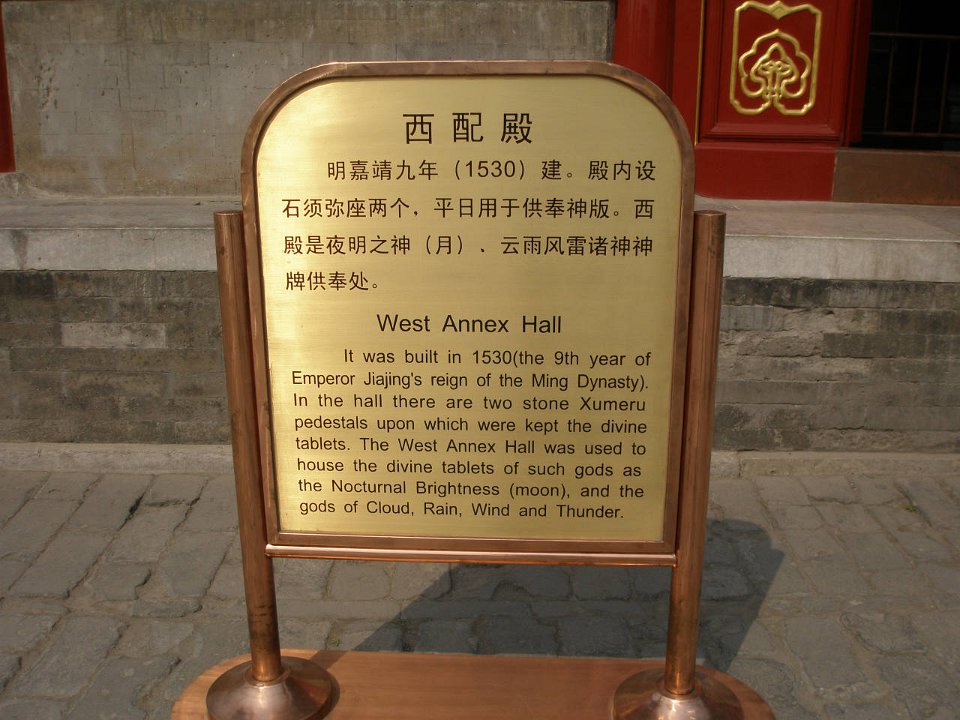 西配殿
明嘉靖九年（1530）建。殿内设
石须弥座两个，平日用于供奉神版。西
殿是夜明之神（月）、云雨风雷诸神神
牌供奉处。
West Annex Hall
It was built in 1530(the 9th year of
Emperor Jiajing's reign of the Ming Dynasty).
In the hall there are two stone Xumeru
pedestals upon which were kept the divine
tablets. The West Annex Hall was used to
house the divine tablets of such gods as
the Nocturnal Brightness (moon), and the
gods of Cloud, Rain, Wind and Thunder.